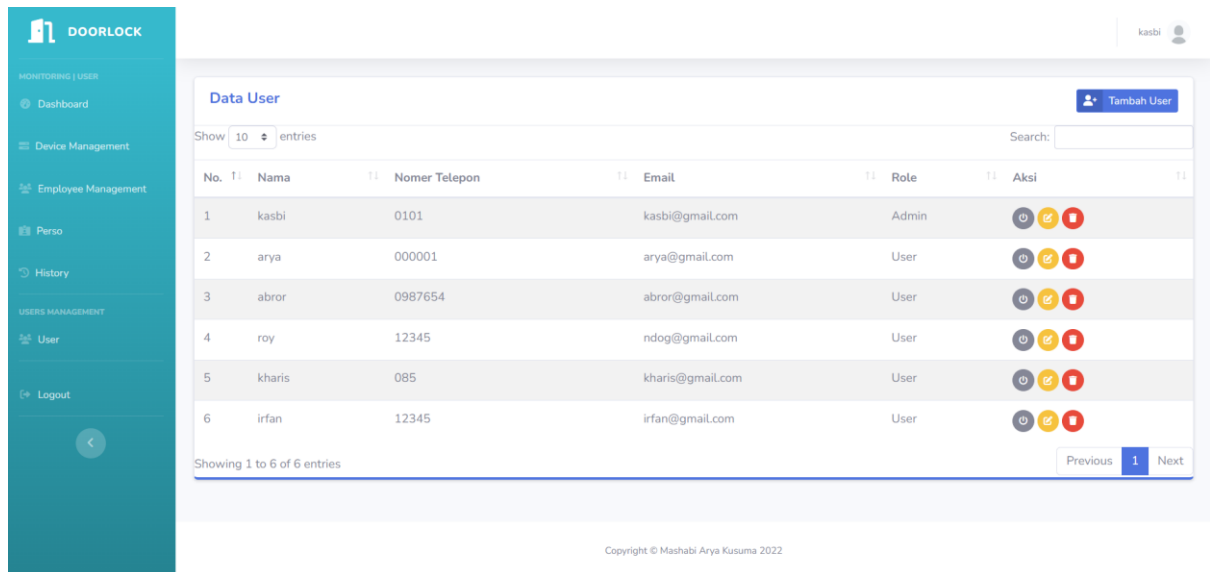 DOORLOCK
kasbi
MONITORING | USER
Dashboard
Device Management
Employee Management
Perso
History
USERS MANAGEMENT
User
Logout
Data User
Tambah User
Show 10 entries
Search:
No. Nama Nomer Telepon Email Role Aksi
1 kasbi 0101 kasbi@gmail.com Admin
2 arya 000001 arya@gmail.com User
3 abror 0987654 abror@gmail.com User
4 roy 12345 ndog@gmail.com User
5 kharis 085 kharis@gmail.com User
6 irfan 12345 irfan@gmail.com User
Showing 1 to 6 of 6 entries
Previous 1 Next
Copyright © Mashabi Arya Kusuma 2022